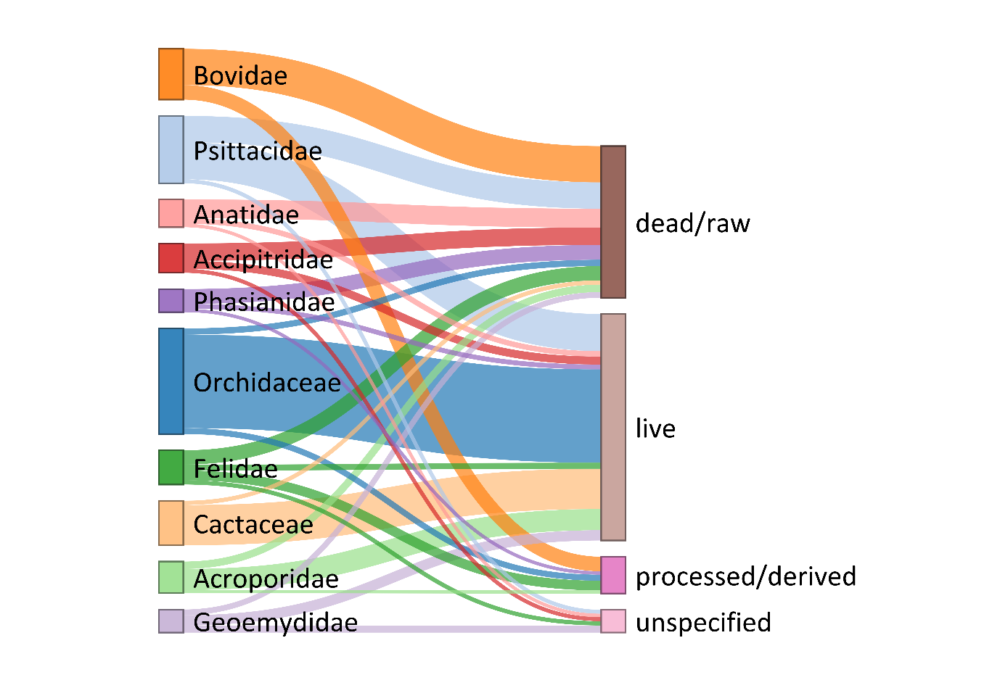 Bovidae
Psittacidae
Anatidae
Accipitridae
Phasianidae
Orchidaceae
Felidae
Cactaceae
Acroporidae
Geoemydidae
dead/raw
live
processed/derived
unspecified